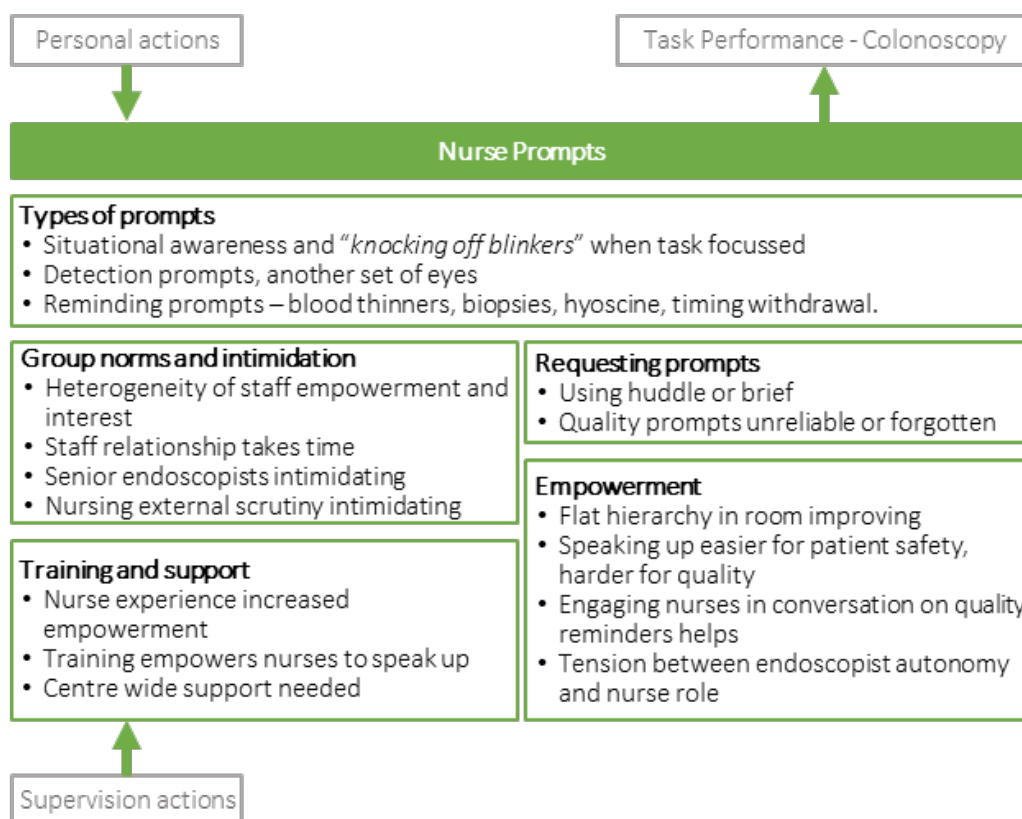 Personal actions
Task Performance - Colonoscopy
Nurse Prompts
Types of prompts
• Situational awareness and "knocking off blinkers" when task focussed
• Detection prompts, another set of eyes
• Reminding prompts – blood thinners, biopsies, hyoscine, timing withdrawal.
Group norms and intimidation
• Heterogeneity of staff empowerment and
interest
• Staff relationship takes time
• Senior endoscopists intimidating
• Nursing external scrutiny intimidating
Requesting prompts
• Using huddle or brief
• Quality prompts unreliable or forgotten
Training and support
• Nurse experience increased
empowerment
• Training empowers nurses to speak up
• Centre wide support needed
Empowerment
• Flat hierarchy in room improving
• Speaking up easier for patient safety,
harder for quality
• Engaging nurses in conversation on quality
reminders helps
• Tension between endoscopist autonomy
and nurse role
Supervision actions